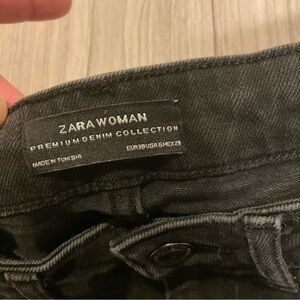 ZARA WOMAN
PREMIUM DENIM COLLECTION
MADE IN TUNISIA EUR 38 USA 6 MEX 28